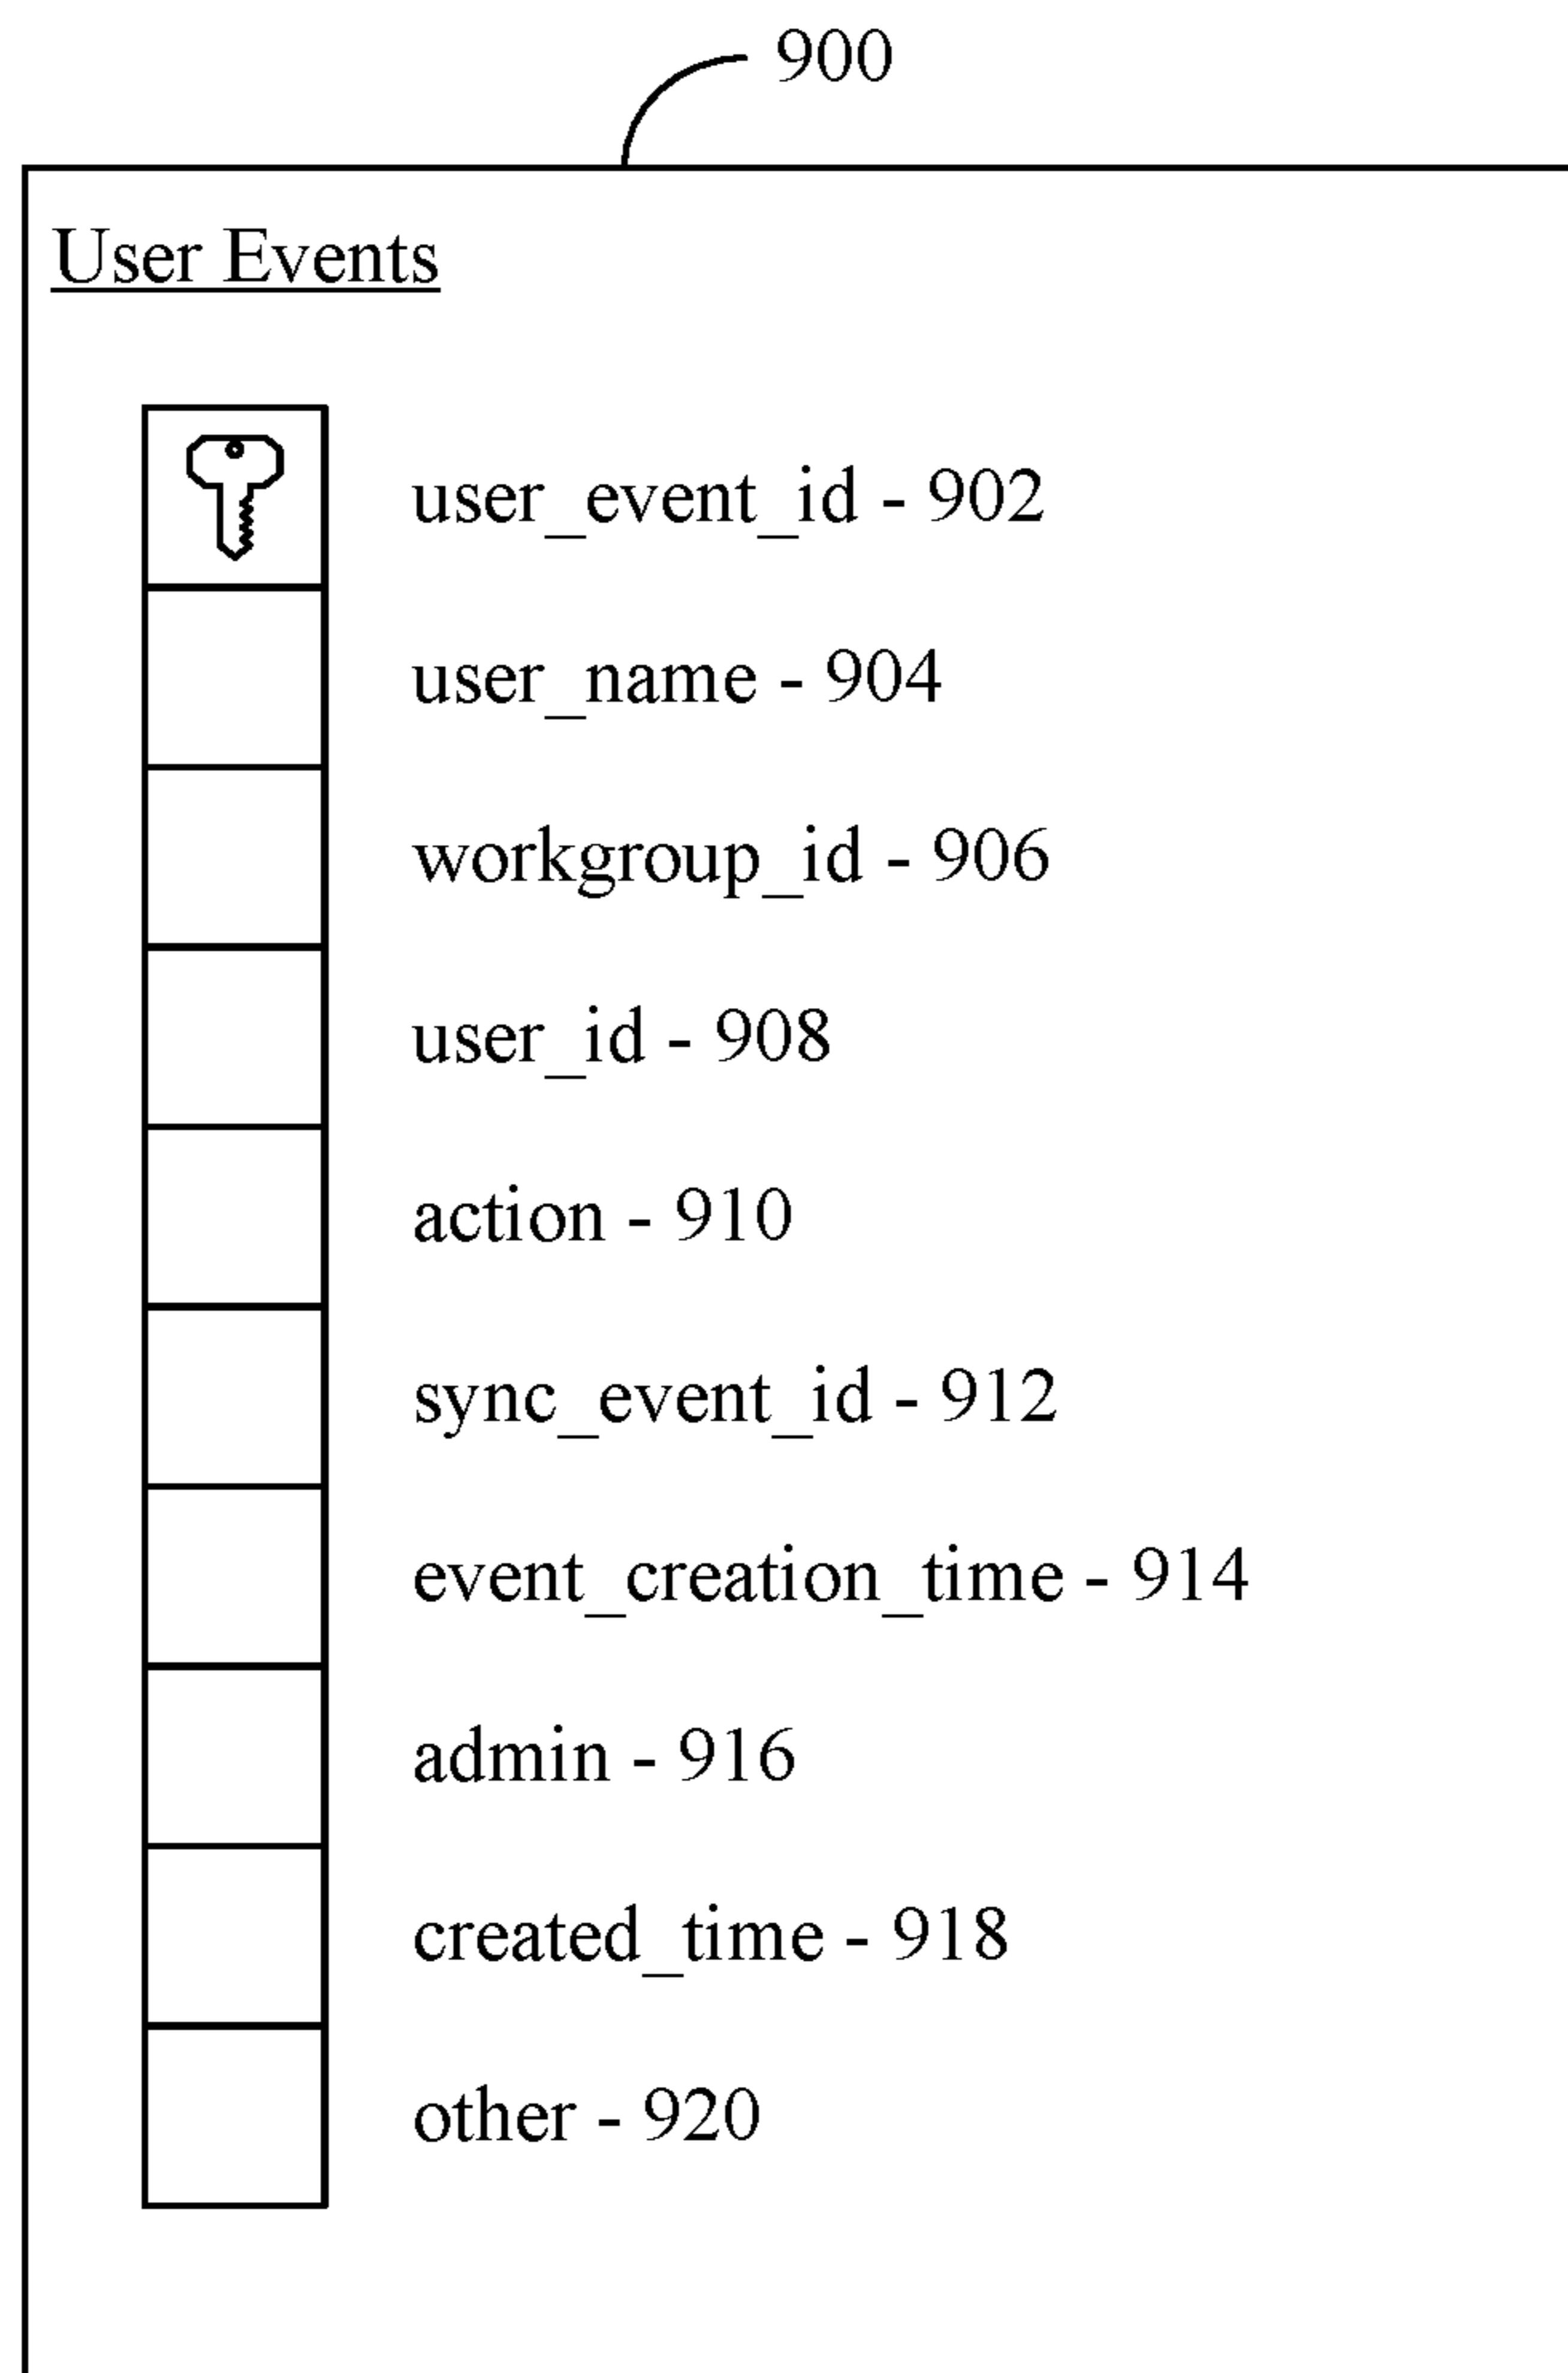 900
User Events
user_event_id - 902
user_name - 904
workgroup_id - 906
user_id - 908
action - 910
sync_event_id - 912
event_creation_time - 914
admin - 916
created_time - 918
other - 920